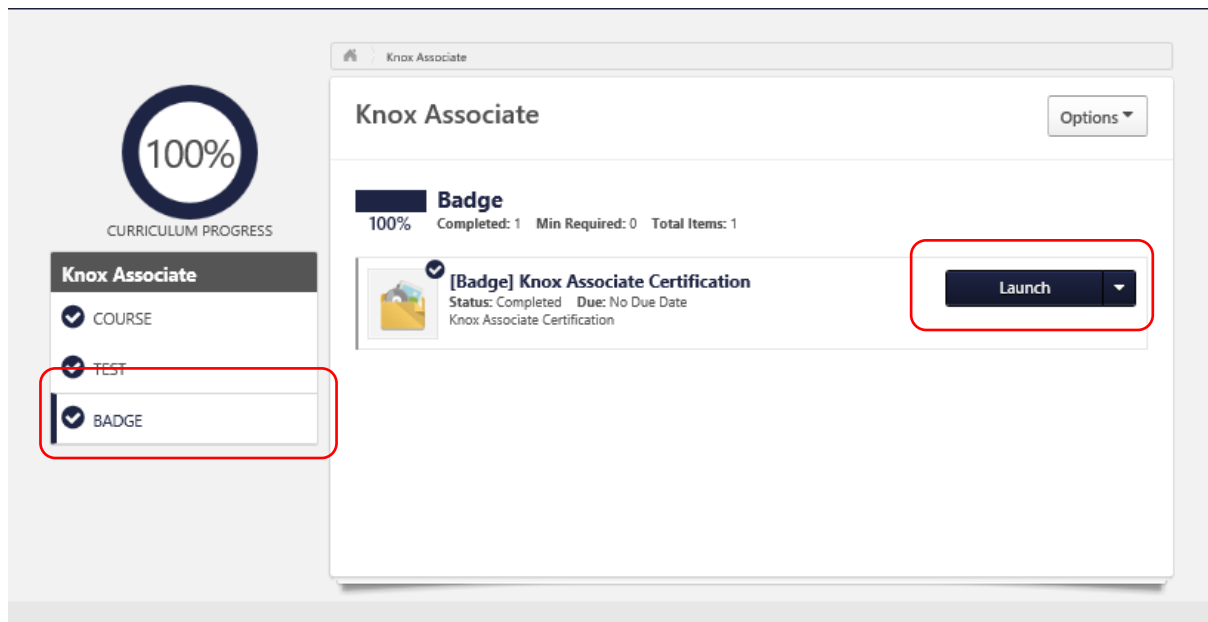 Knox Associate
100%
CURRICULUM PROGRESS
Knox Associate
COURSE
TEST
BADGE
Knox Associate
Options
Badge
100%
Completed: 1 Min Required: 0 Total Items: 1
[Badge] Knox Associate Certification
Status: Completed Due: No Due Date
Knox Associate Certification
Launch